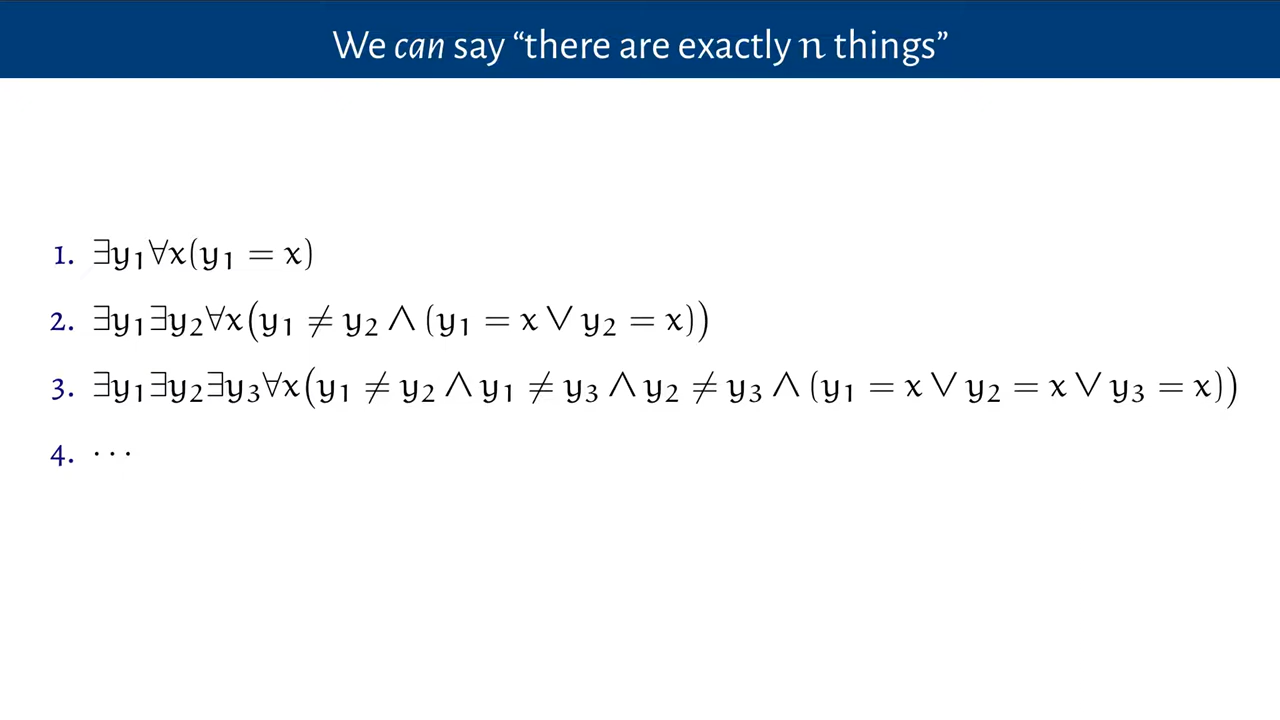 We can say “there are exactly n things”
1. ∃y₁∀x(y₁ = x)
2. ∃y₁∃y₂∀x(y₁ ≠ y₂ ∧ (y₁ = x ∨ y₂ = x))
3. ∃y₁∃y₂∃y₃∀x(y₁ ≠ y₂ ∧ y₁ ≠ y₃ ∧ y₂ ≠ y₃ ∧ (y₁ = x ∨ y₂ = x ∨ y₃ = x))
4. ⋯